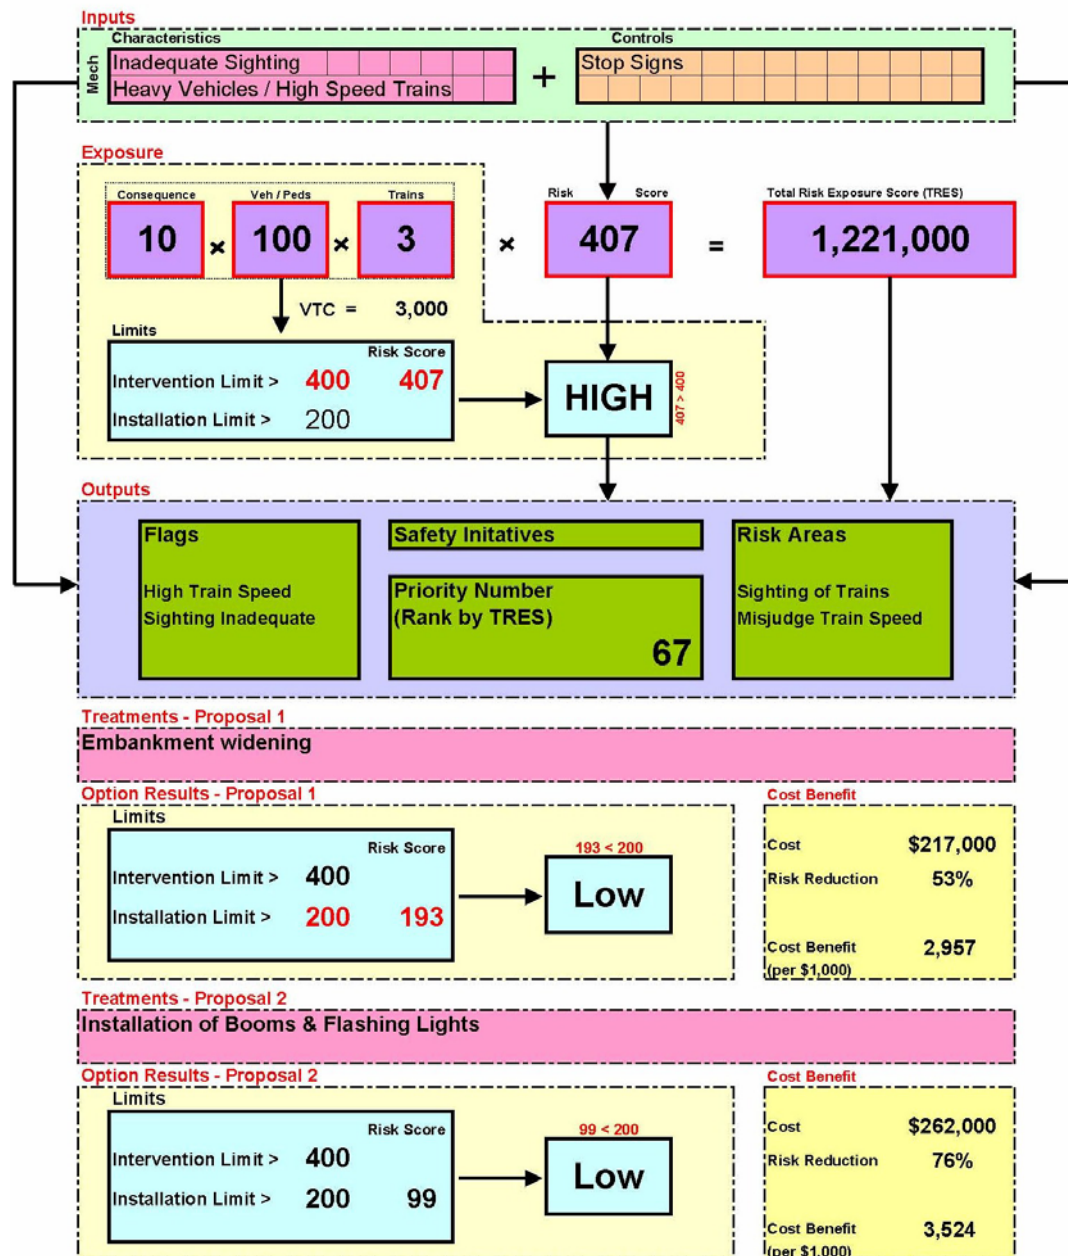 Inputs
Characteristics Controls
Mech
Inadequate Sighting
Heavy Vehicles / High Speed Trains
+
Stop Signs
Exposure
Consequence Veh / Peds Trains Risk Score Total Risk Exposure Score (TRES)
10 × 100 × 3 × 407 = 1,221,000
VTC = 3,000
Limits
Risk Score
Intervention Limit > 400 407
Installation Limit > 200
HIGH
407 > 400
Outputs
Flags
High Train Speed
Sighting Inadequate
Safety Initatives
Priority Number
(Rank by TRES)
67
Risk Areas
Sighting of Trains
Misjudge Train Speed
Treatments - Proposal 1
Embankment widening
Option Results - Proposal 1
Limits
Risk Score
Intervention Limit > 400
Installation Limit > 200 193
193 < 200
Low
Cost Benefit
Cost $217,000
Risk Reduction 53%
Cost Benefit 2,957
(per $1,000)
Treatments - Proposal 2
Installation of Booms & Flashing Lights
Option Results - Proposal 2
Limits
Risk Score
Intervention Limit > 400
Installation Limit > 200 99
99 < 200
Low
Cost Benefit
Cost $262,000
Risk Reduction 76%
Cost Benefit 3,524
(per $1,000)